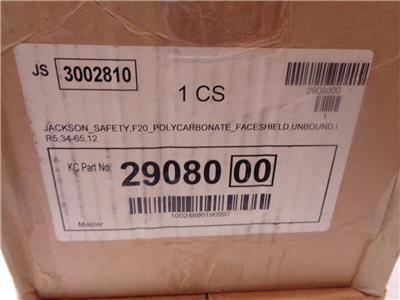 JS 3002810
1 CS
2908000
1
JACKSON_SAFETY,F20_POLYCARBONATE_FACESHIELD,UNBOUND,I
R5,34-65,12
KC Part No: 29080 00
10024886190997
Master